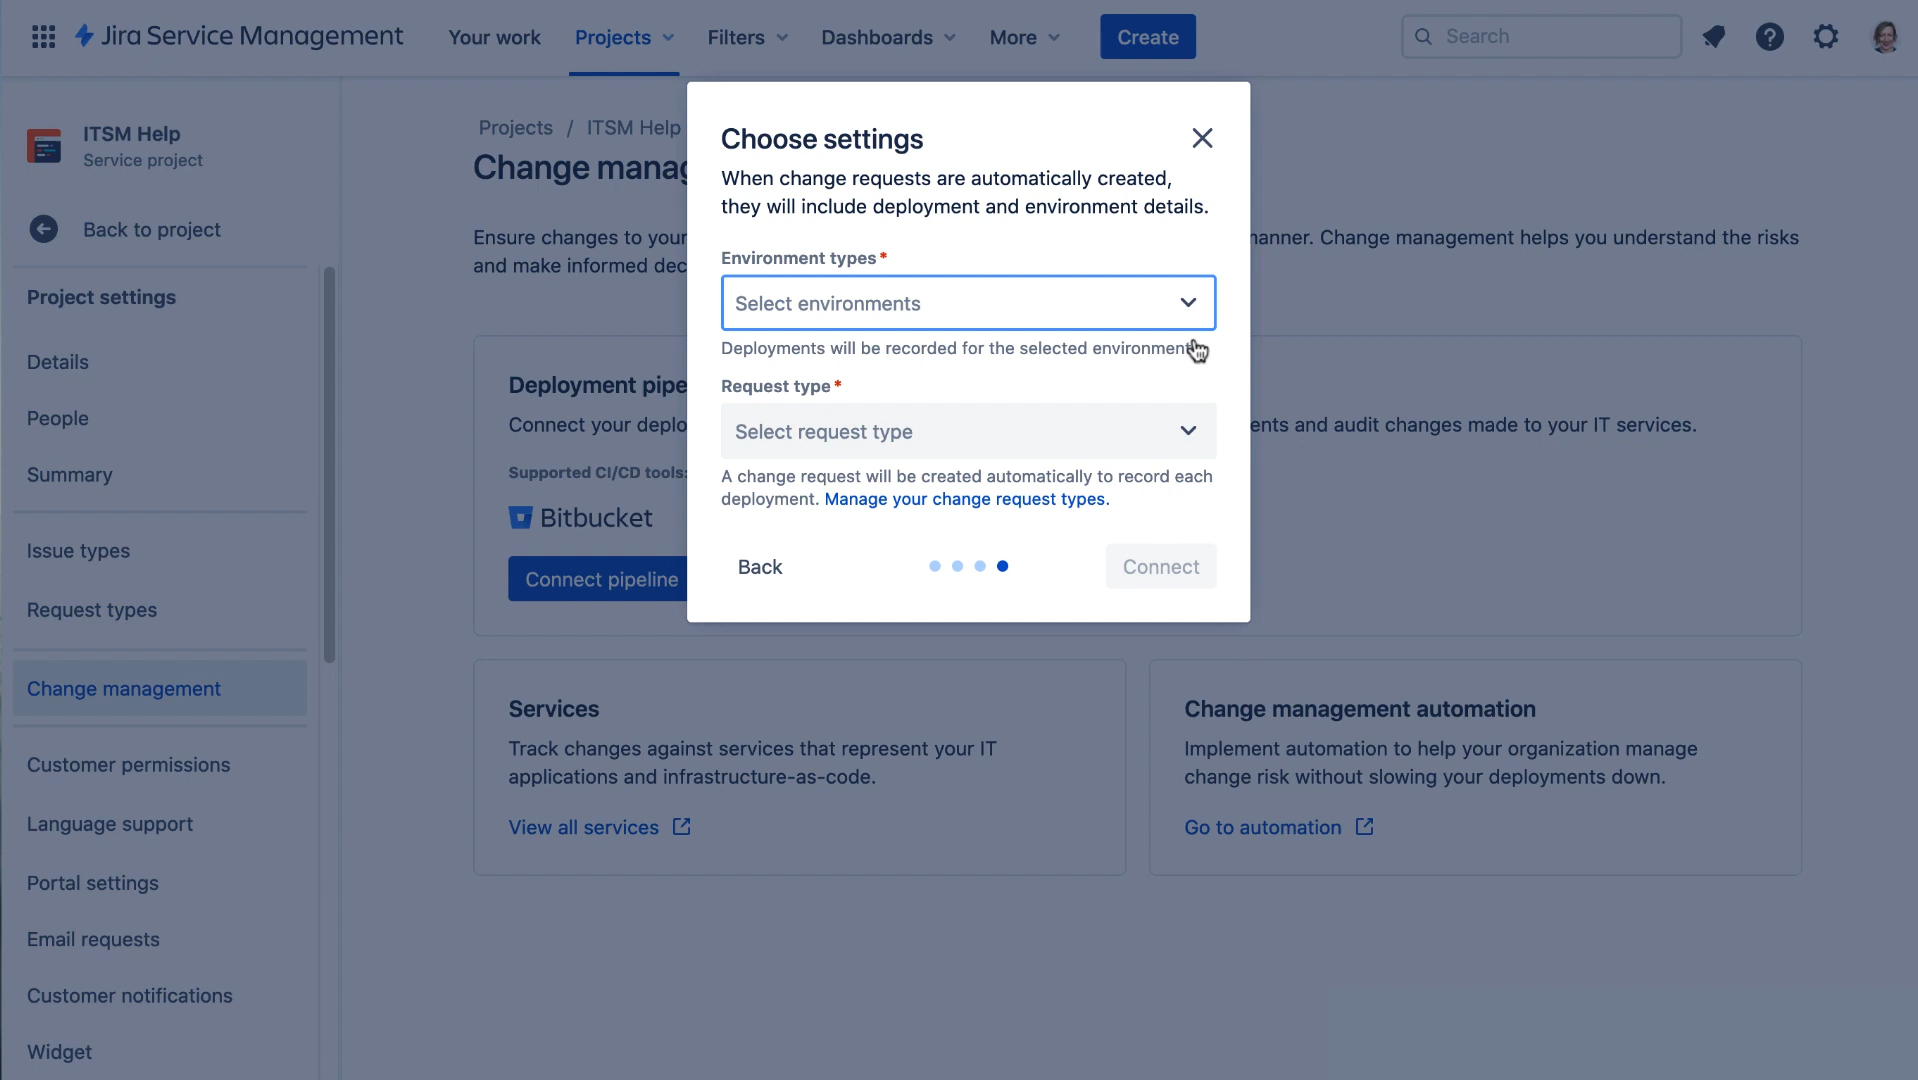 Jira Service Management
Your work
Projects
Filters
Dashboards
More
Create
Search
ITSM Help
Service project
Back to project
Project settings
Details
People
Summary
Issue types
Request types
Change management
Customer permissions
Language support
Portal settings
Email requests
Customer notifications
Widget
Projects / ITSM Help
Change manag
Ensure changes to your
anner. Change management helps you understand the risks
and make informed dec
Deployment pipe
Connect your deplo
ents and audit changes made to your IT services.
Supported CI/CD tools:
Bitbucket
Connect pipeline
Choose settings
When change requests are automatically created,
they will include deployment and environment details.
Environment types*
Select environments
Deployments will be recorded for the selected environment
Request type*
Select request type
A change request will be created automatically to record each
deployment. Manage your change request types.
Back
Connect
Services
Track changes against services that represent your IT
applications and infrastructure-as-code.
View all services
Change management automation
Implement automation to help your organization manage
change risk without slowing your deployments down.
Go to automation